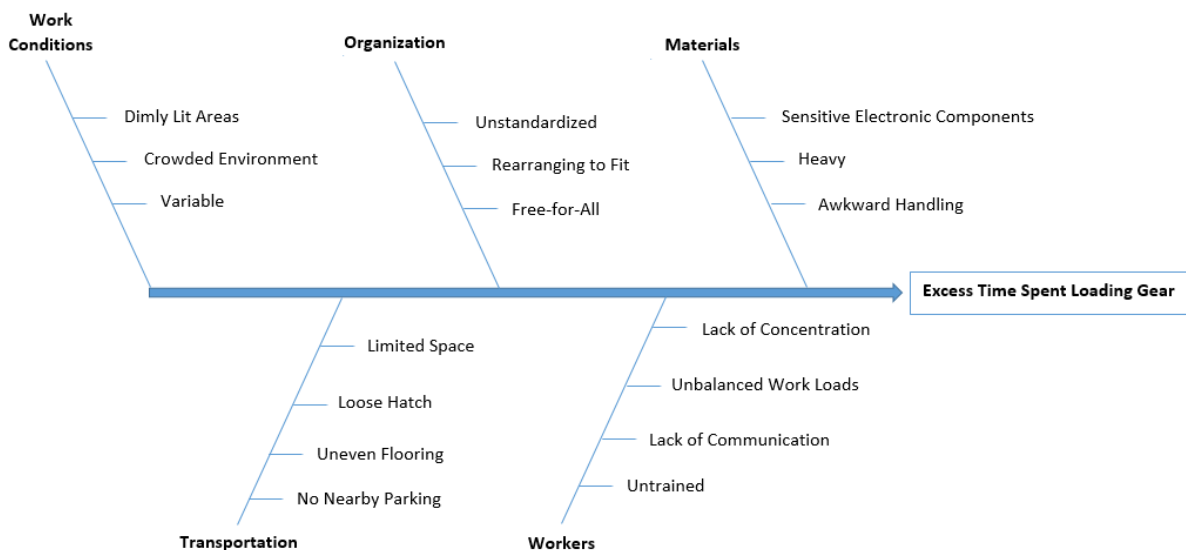 Work
Conditions
Organization
Materials
Dimly Lit Areas
Crowded Environment
Variable
Unstandardized
Rearranging to Fit
Free-for-All
Sensitive Electronic Components
Heavy
Awkward Handling
Excess Time Spent Loading Gear
Limited Space
Loose Hatch
Uneven Flooring
No Nearby Parking
Transportation
Lack of Concentration
Unbalanced Work Loads
Lack of Communication
Untrained
Workers